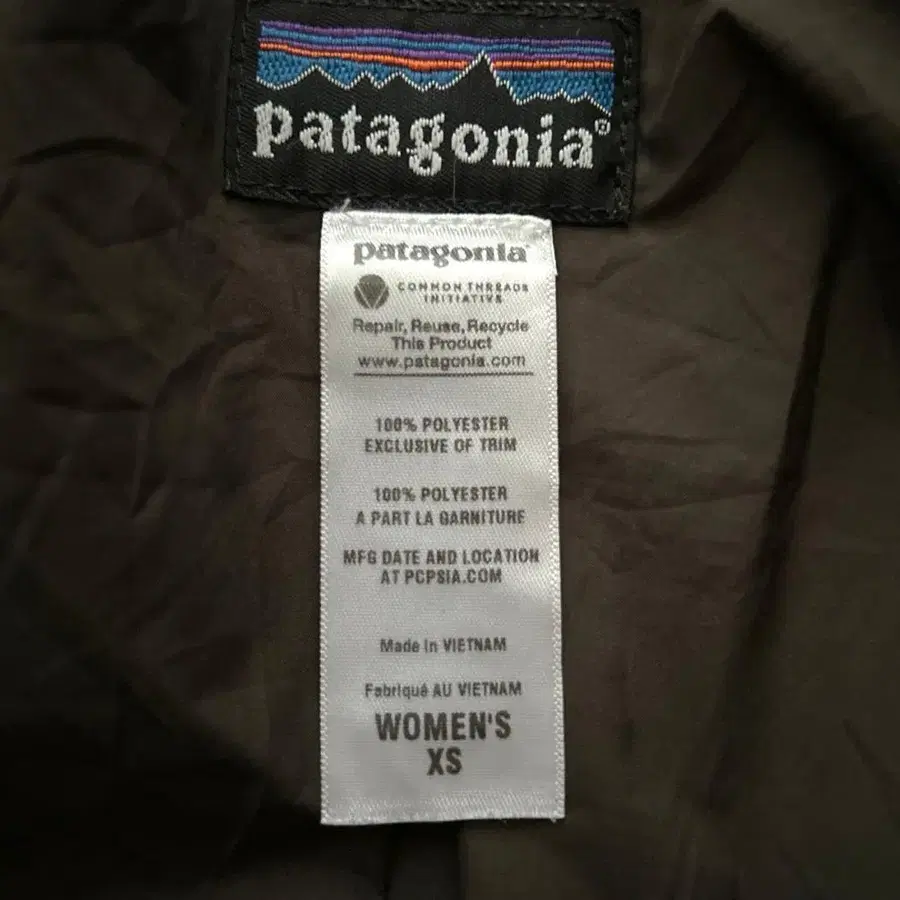 patagonia®
patagonia
COMMON THREADS
INITIATIVE
Repair, Reuse, Recycle
This Product
www.patagonia.com
100% POLYESTER
EXCLUSIVE OF TRIM
100% POLYESTER
A PART LA GARNITURE
MFG DATE AND LOCATION
AT PCPSIA.COM
Made in VIETNAM
Fabriqué AU VIETNAM
WOMEN'S
XS